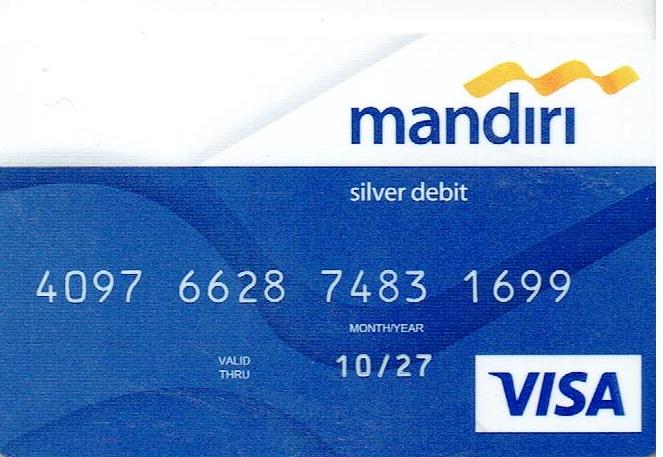 mandiri
silver debit
4097 6628 7483 1699
MONTH/YEAR
VALID
THRU
10/27
VISA